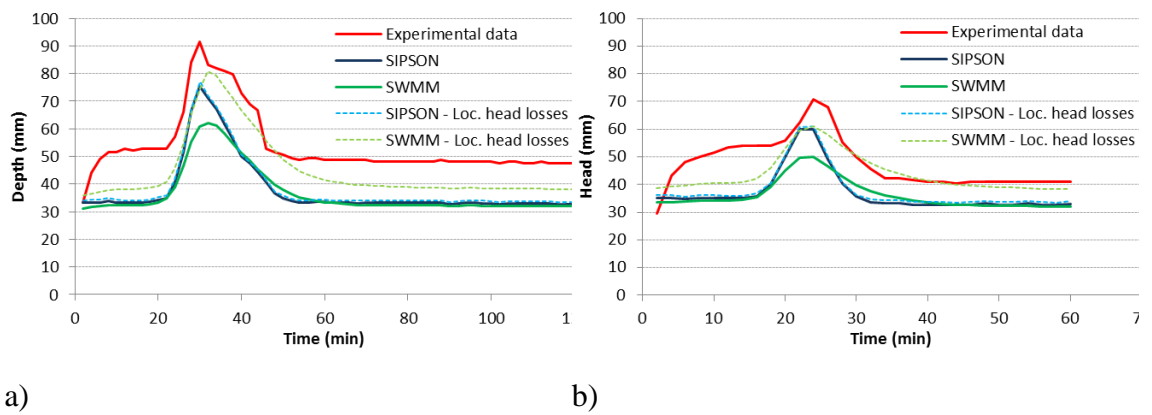 100
90
80
70
60
50
40
30
20
10
0
Depth (mm)
Experimental data
SIPSON
SWMM
SIPSON - Loc. head losses
SWMM - Loc. head losses
0 20 40 60 80 100 1
Time (min)
a)
100
90
80
70
60
50
40
30
20
10
0
Head (mm)
Experimental data
SIPSON
SWMM
SIPSON - Loc. head losses
SWMM - Loc. head losses
0 10 20 30 40 50 60 7
Time (min)
b)